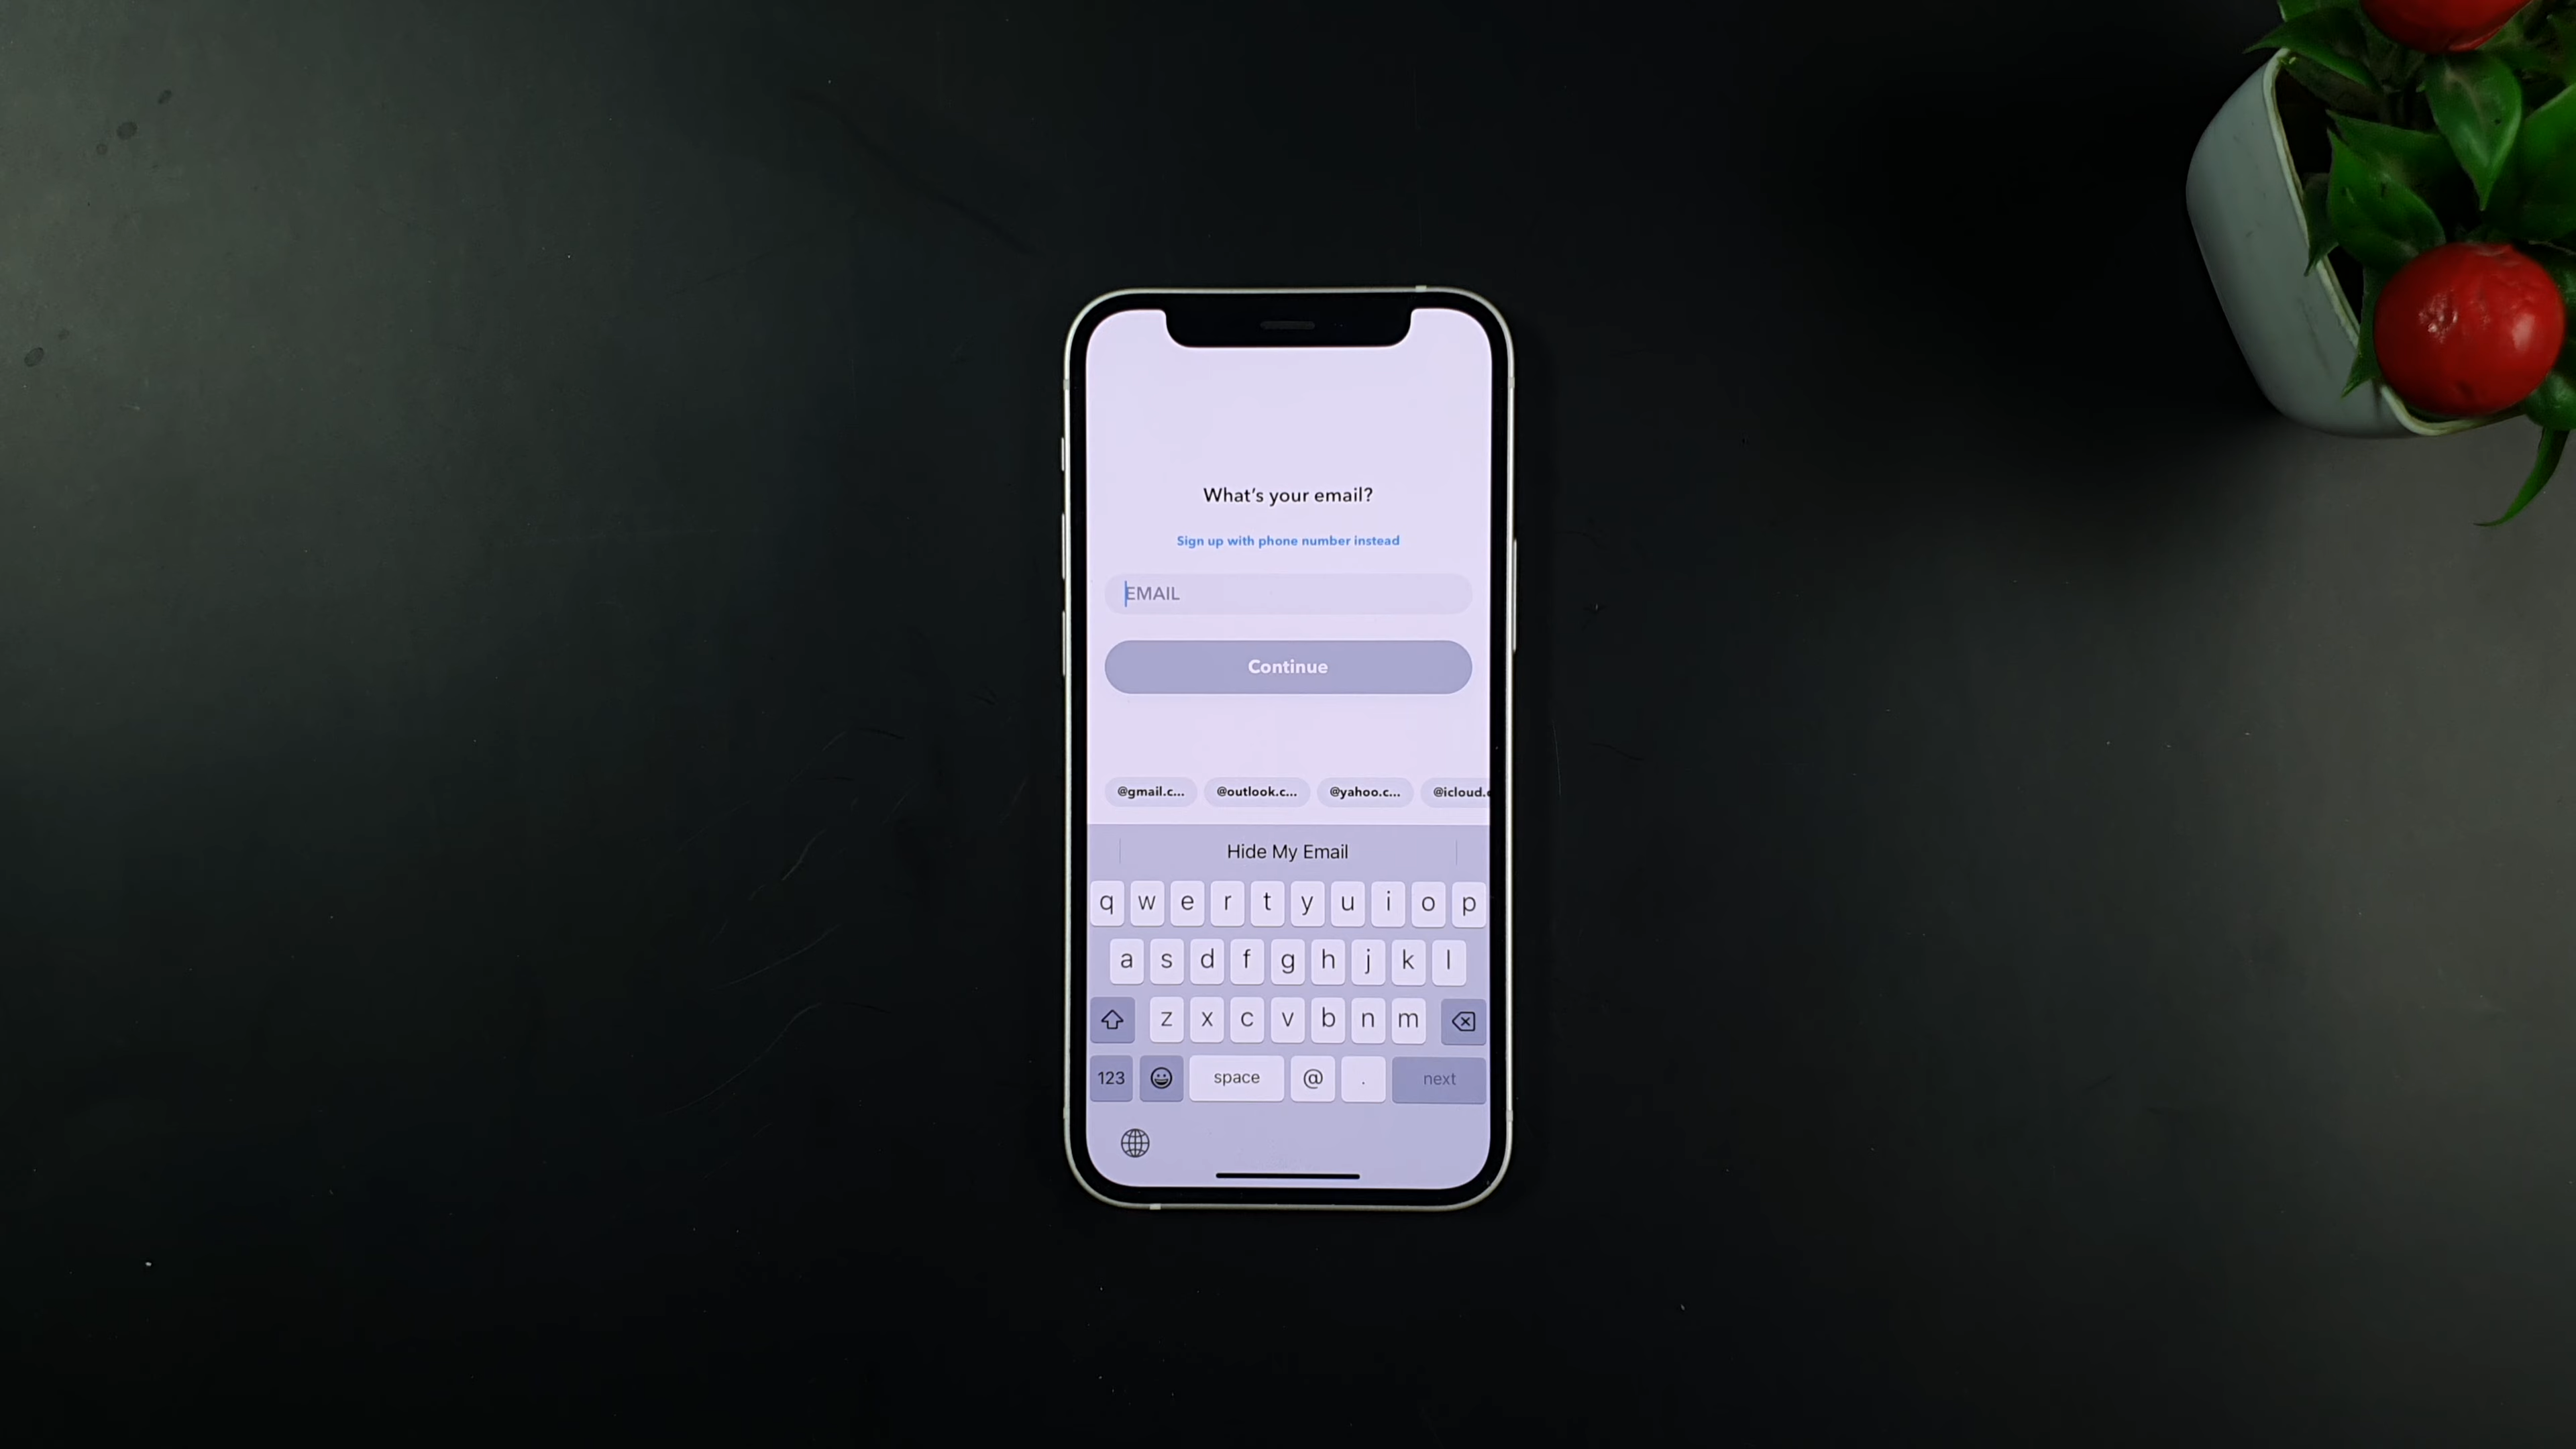 What's your email?
Sign up with phone number instead
EMAIL
Continue
@gmail.c... @outlook.c... @yahoo.c... @icloud.
Hide My Email
q w e r t y u i o p
a s d f g h j k l
z x c v b n m
123 space @ . next